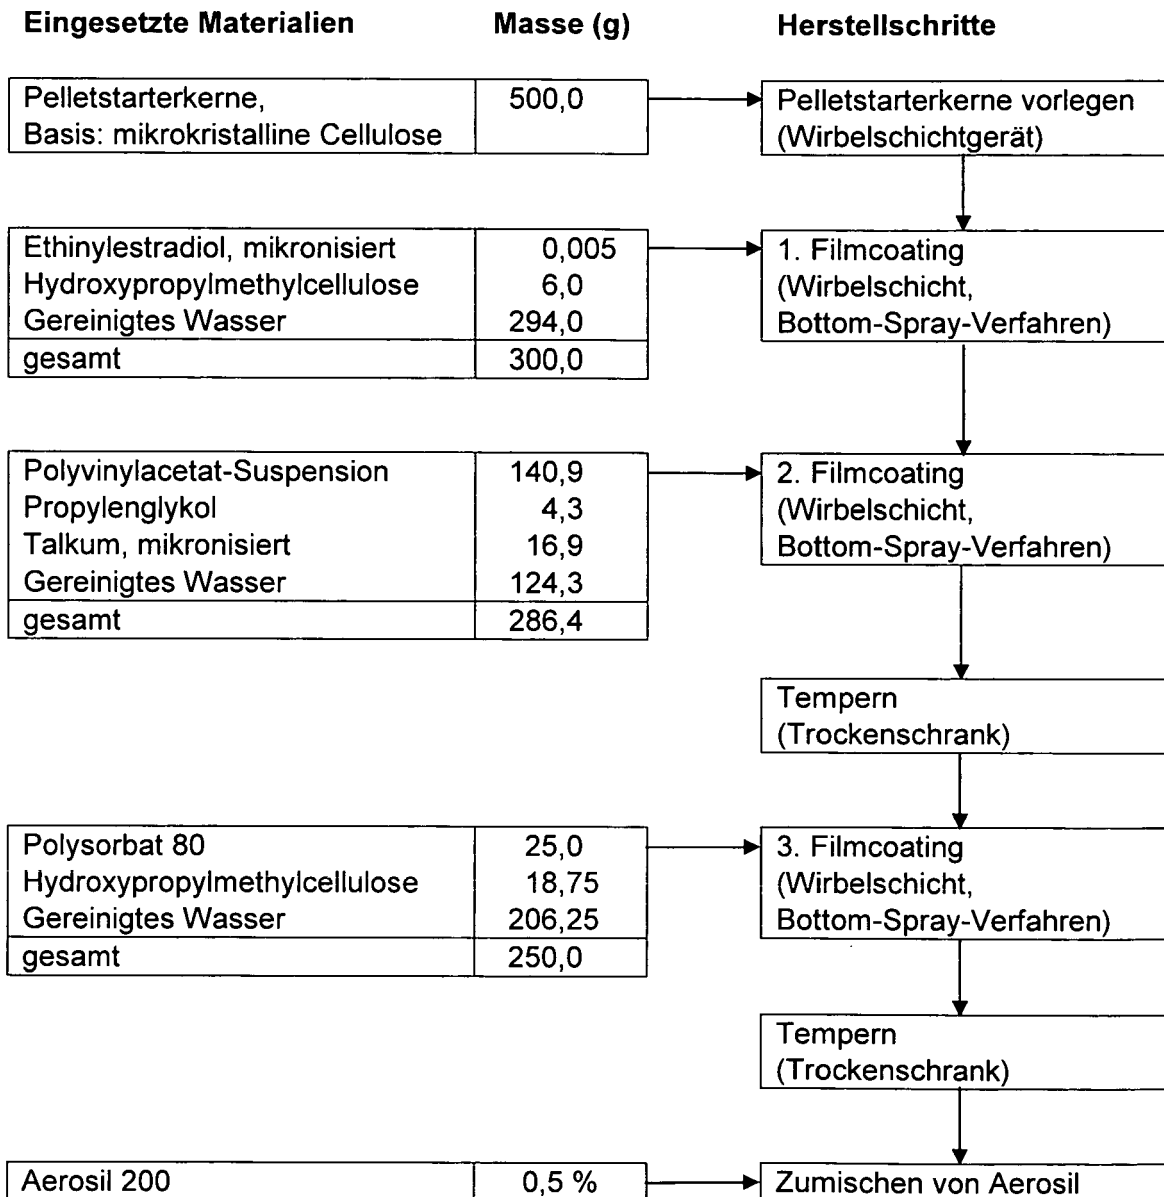 Eingesetzte Materialien Masse (g) Herstellschritte
Pelletstarterkerne, 500,0 Pelletstarterkerne vorlegen
Basis: mikrokristalline Cellulose (Wirbelschichtgerät)
Ethinylestradiol, mikronisiert 0,005 1. Filmcoating
Hydroxypropylmethylcellulose 6,0 (Wirbelschicht,
Gereinigtes Wasser 294,0 Bottom-Spray-Verfahren)
gesamt 300,0
Polyvinylacetat-Suspension 140,9 2. Filmcoating
Propylenglykol 4,3 (Wirbelschicht,
Talkum, mikronisiert 16,9 Bottom-Spray-Verfahren)
Gereinigtes Wasser 124,3
gesamt 286,4
Tempern
(Trockenschrank)
Polysorbat 80 25,0 3. Filmcoating
Hydroxypropylmethylcellulose 18,75 (Wirbelschicht,
Gereinigtes Wasser 206,25 Bottom-Spray-Verfahren)
gesamt 250,0
Tempern
(Trockenschrank)
Aerosil 200 0,5 % Zumischen von Aerosil